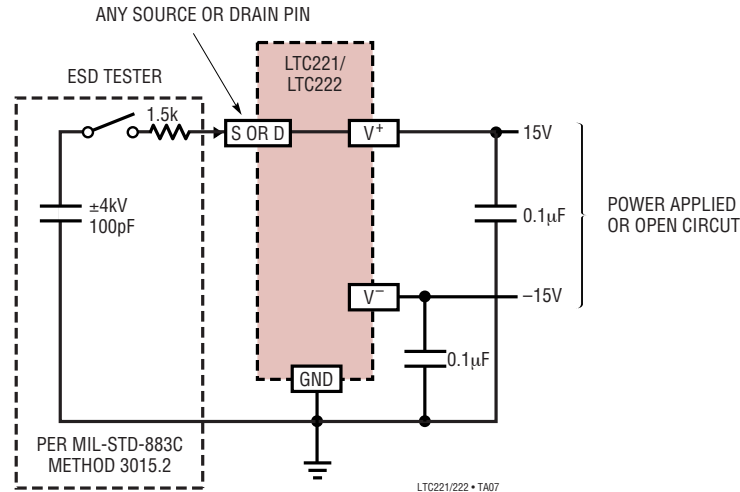 ANY SOURCE OR DRAIN PIN
ESD TESTER
LTC221/
LTC222
1.5k
S OR D
V+
15V
±4kV
100pF
0.1µF
POWER APPLIED
OR OPEN CIRCUT
V–
–15V
0.1µF
GND
PER MIL-STD-883C
METHOD 3015.2
LTC221/222 • TA07